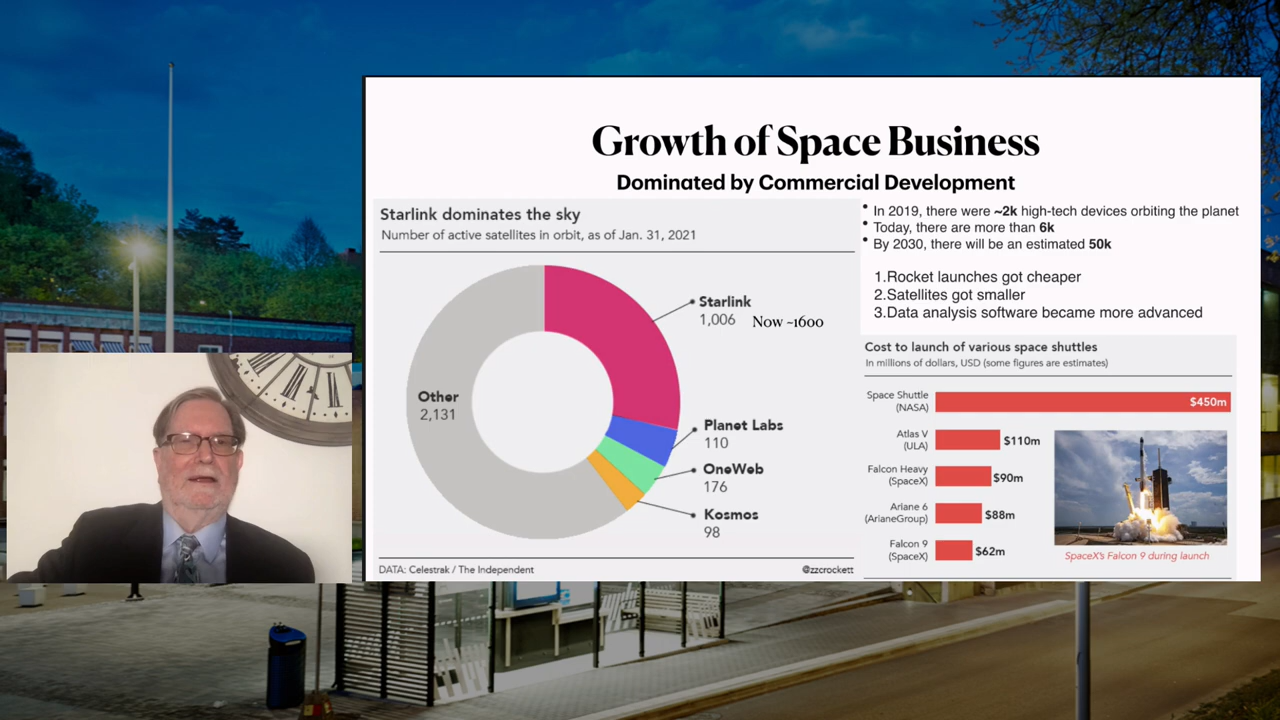 Growth of Space Business
Dominated by Commercial Development
Starlink dominates the sky
Number of active satellites in orbit, as of Jan. 31, 2021
Starlink
1,006 Now ~1600
Other
2,131
Planet Labs
110
OneWeb
176
Kosmos
98
DATA: Celestrak / The Independent
@zzcrockett
• In 2019, there were ~2k high-tech devices orbiting the planet
• Today, there are more than 6k
• By 2030, there will be an estimated 50k
1.Rocket launches got cheaper
2.Satellites got smaller
3.Data analysis software became more advanced
Cost to launch of various space shuttles
In millions of dollars, USD (some figures are estimates)
Space Shuttle
(NASA)
$450m
Atlas V
(ULA)
$110m
Falcon Heavy
(SpaceX)
$90m
Ariane 6
(ArianeGroup)
$88m
Falcon 9
(SpaceX)
$62m
SpaceX's Falcon 9 during launch